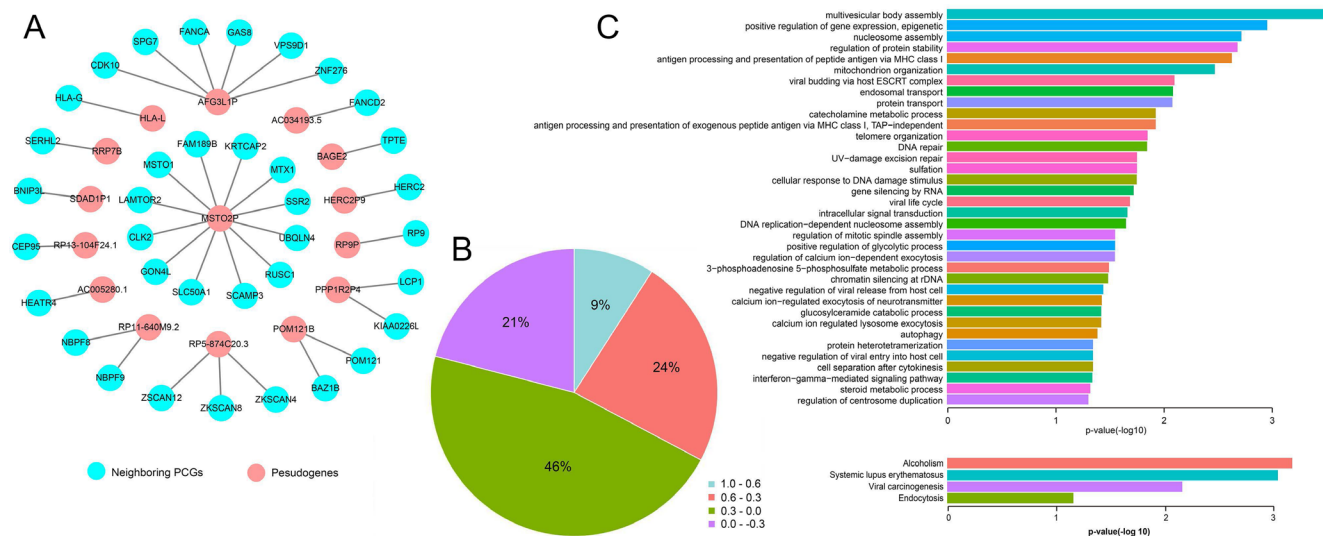 A
SPG7
FANCA
GAS8
VPS9D1
CDK10
ZNF276
AFG3L1P
HLA-G
HLA-L
FANCD2
AC034193.5
SERHL2
RRP7B
FAM189B
KRTCAP2
TPTE
BAGE2
MSTO1
MTX1
BNIP3L
SDAD1P1
LAMTOR2
SSR2
HERC2
HERC2P9
MSTO2P
CEP95
RP13-104F24.1
CLK2
UBQLN4
RP9P
RP9
GON4L
RUSC1
SLC50A1
SCAMP3
HEATR4
AC005280.1
PPP1R2P4
LCP1
KIAA0226L
RP11-640M9.2
NBPF8
NBPF9
RP5-874C20.3
POM121B
POM121
BAZ1B
ZSCAN12
ZKSCAN8
ZKSCAN4
Neighboring PCGs
Pesudogenes
B
9%
24%
46%
21%
1.0 - 0.6
0.6 - 0.3
0.3 - 0.0
0.0 - -0.3
C
multivesicular body assembly
positive regulation of gene expression, epigenetic
nucleosome assembly
regulation of protein stability
antigen processing and presentation of peptide antigen via MHC class I
mitochondrion organization
viral budding via host ESCRT complex
endosomal transport
protein transport
catecholamine metabolic process
antigen processing and presentation of exogenous peptide antigen via MHC class I, TAP-independent
telomere organization
DNA repair
UV-damage excision repair
sulfation
cellular response to DNA damage stimulus
gene silencing by RNA
viral life cycle
intracellular signal transduction
DNA replication-dependent nucleosome assembly
regulation of mitotic spindle assembly
positive regulation of glycolytic process
regulation of calcium ion-dependent exocytosis
3-phosphoadenosine 5-phosphosulfate metabolic process
chromatin silencing at rDNA
negative regulation of viral release from host cell
calcium ion-regulated exocytosis of neurotransmitter
glucosylceramide catabolic process
calcium ion regulated lysosome exocytosis
autophagy
protein heterotetramerization
negative regulation of viral entry into host cell
cell separation after cytokinesis
interferon-gamma-mediated signaling pathway
steroid metabolic process
regulation of centrosome duplication
0 1 2 3
p-value(-log10)
Alcoholism
Systemic lupus erythematosus
Viral carcinogenesis
Endocytosis
0 1 2 3
p-value(-log 10)